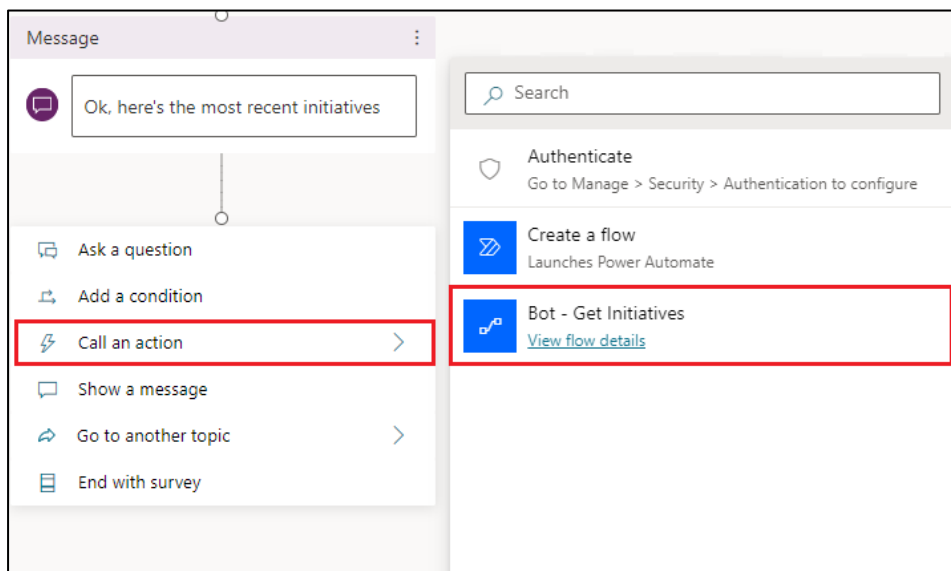 Message
Ok, here's the most recent initiatives
Ask a question
Add a condition
Call an action
Show a message
Go to another topic
End with survey
Search
Authenticate
Go to Manage > Security > Authentication to configure
Create a flow
Launches Power Automate
Bot - Get Initiatives
View flow details